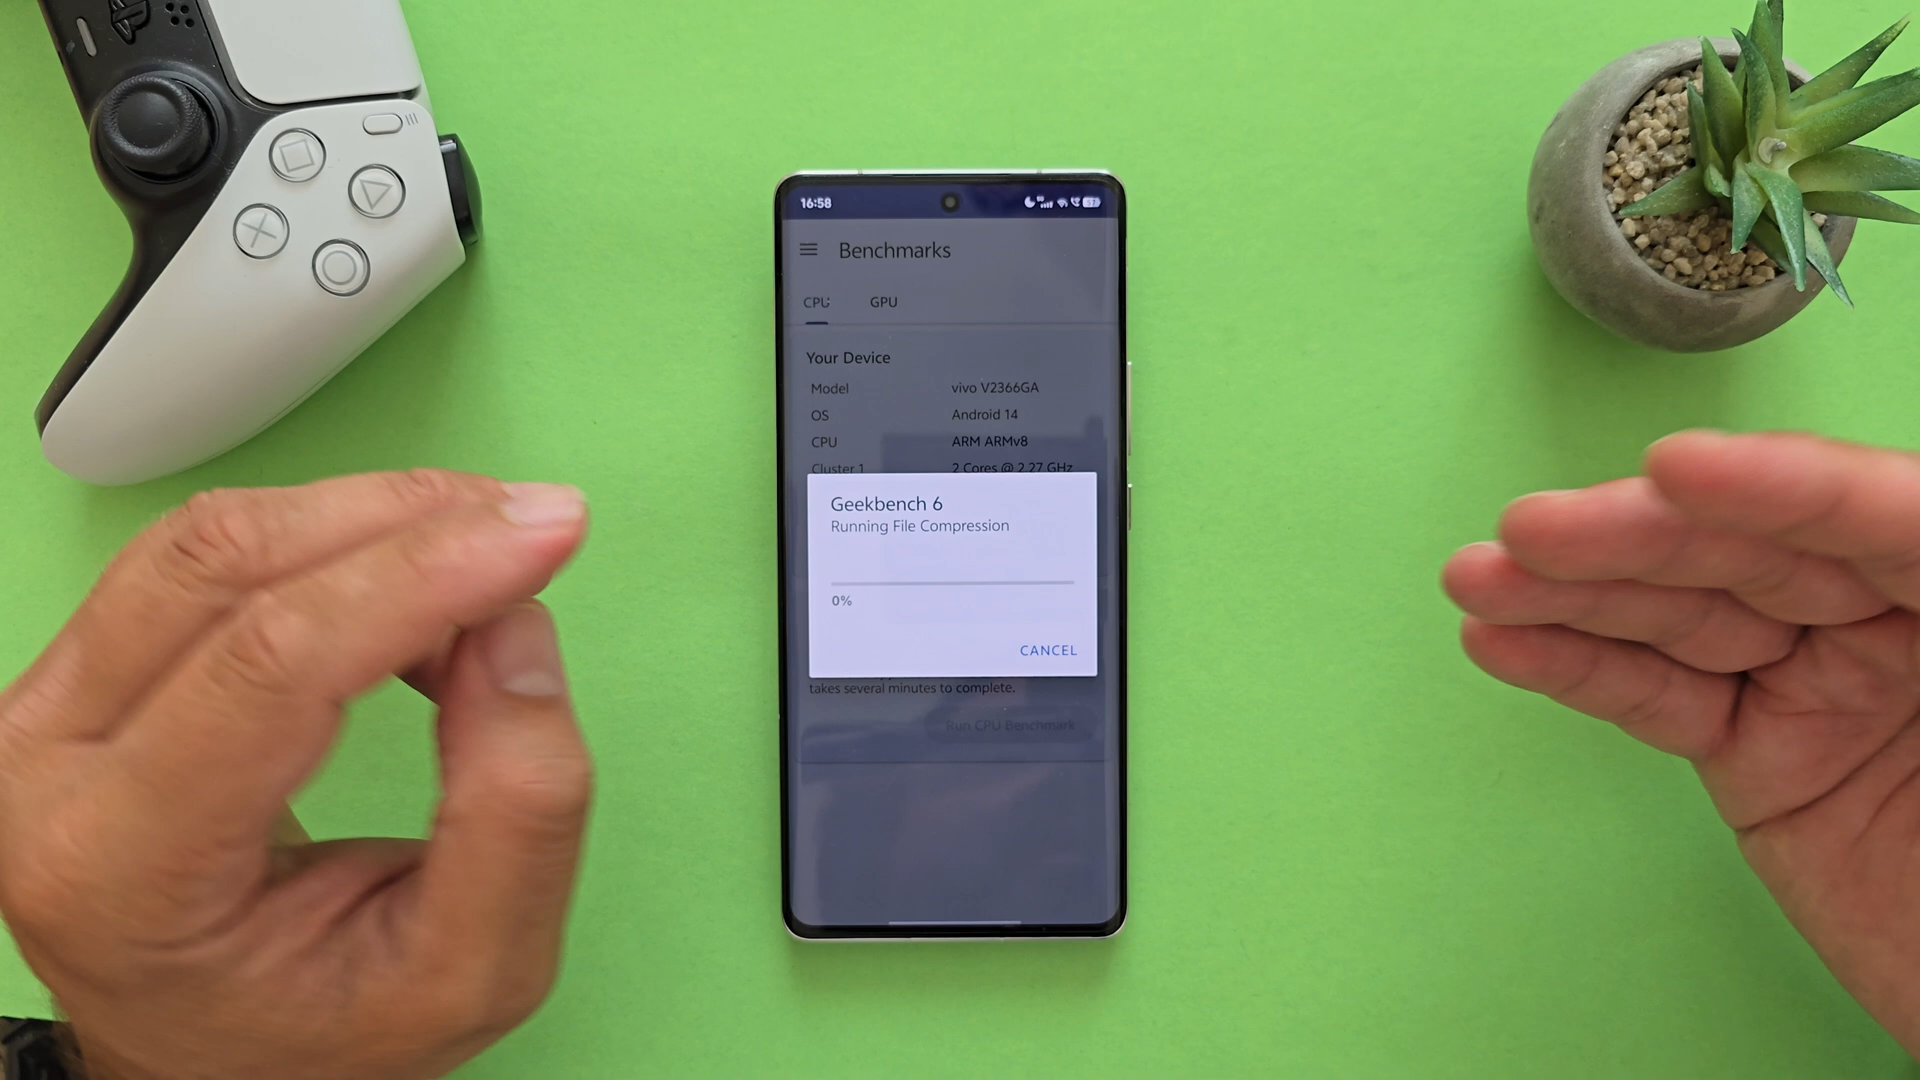 16:58
57
Benchmarks
CPU GPU
Your Device
Model vivo V2366GA
OS Android 14
CPU ARM ARMv8
Cluster 1 2 Cores @ 2.27 GHz
Geekbench 6
Running File Compression
0%
CANCEL
takes several minutes to complete.
Run CPU Benchmark